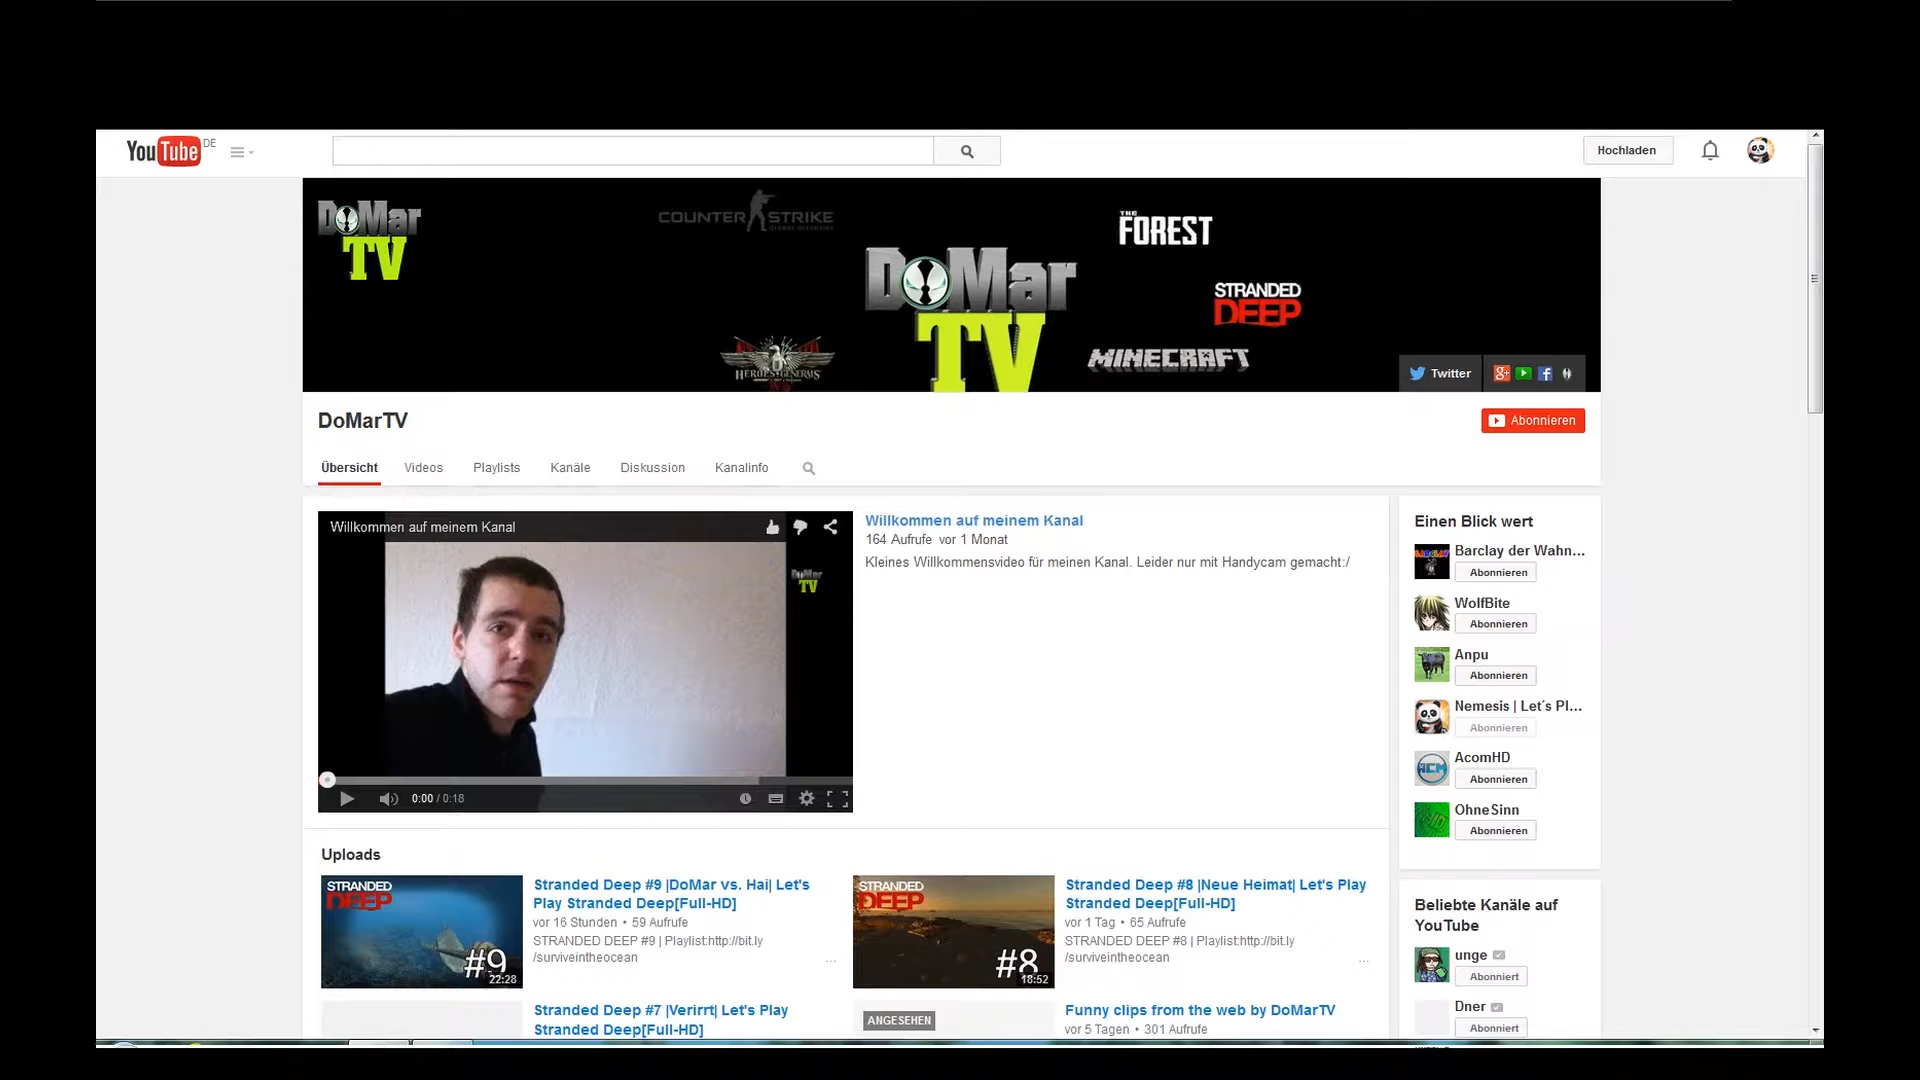 YouTube DE
Hochladen
DoMar
TV
COUNTER STRIKE
GLOBAL OFFENSIVE
THE
FOREST
DoMar
TV
STRANDED
DEEP
HEROES & GENERALS
MINECRAFT
Twitter
DoMarTV
Abonnieren
Übersicht
Videos
Playlists
Kanäle
Diskussion
Kanalinfo
Willkommen auf meinem Kanal
DoMar
TV
0:00 / 0:18
Willkommen auf meinem Kanal
164 Aufrufe vor 1 Monat
Kleines Willkommensvideo für meinen Kanal. Leider nur mit Handycam gemacht:/
Uploads
STRANDED
DEEP
#9
22:28
Stranded Deep #9 |DoMar vs. Hai| Let's
Play Stranded Deep[Full-HD]
vor 16 Stunden • 59 Aufrufe
STRANDED DEEP #9 | Playlist:http://bit.ly
/surviveintheocean
...
STRANDED
DEEP
#8
18:52
Stranded Deep #8 |Neue Heimat| Let's Play
Stranded Deep[Full-HD]
vor 1 Tag • 65 Aufrufe
STRANDED DEEP #8 | Playlist:http://bit.ly
/surviveintheocean
...
Stranded Deep #7 |Verirrt| Let's Play
Stranded Deep[Full-HD]
ANGESEHEN
Funny clips from the web by DoMarTV
vor 5 Tagen • 301 Aufrufe
Einen Blick wert
Barclay der Wahn...
Abonnieren
WolfBite
Abonnieren
Anpu
Abonnieren
Nemesis | Let´s Pl...
Abonnieren
ACM
AcomHD
Abonnieren
OhneSinn
Abonnieren
Beliebte Kanäle auf
YouTube
unge
Abonniert
Dner
Abonniert